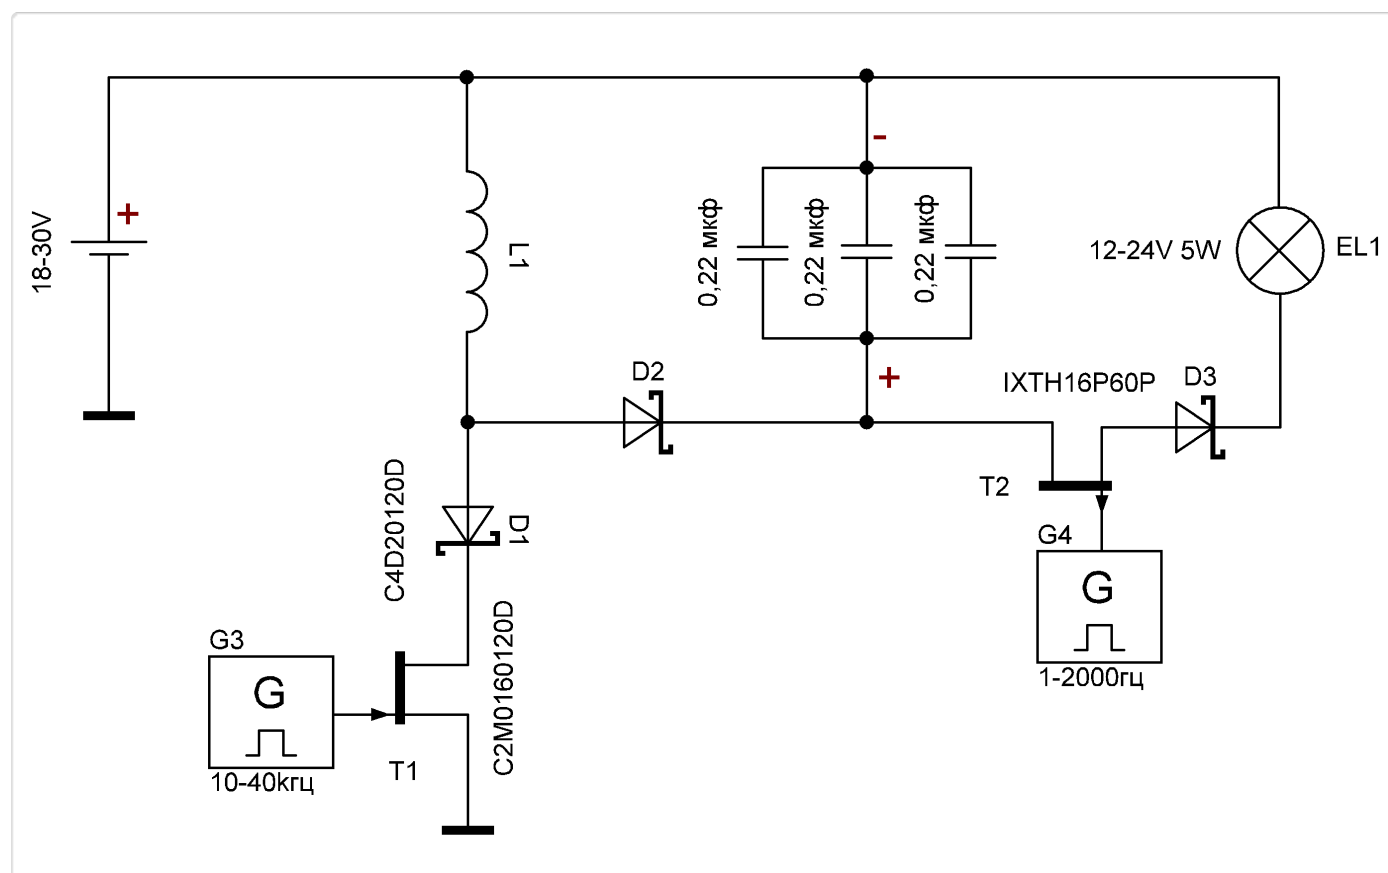 +
18-30V
L1
-
0,22 мкф
0,22 мкф
0,22 мкф
+
12-24V 5W
EL1
D2
IXTH16P60P
D3
T2
C4D20120D
D1
G4
G
1-2000гц
G3
G
10-40kгц
T1
C2M0160120D